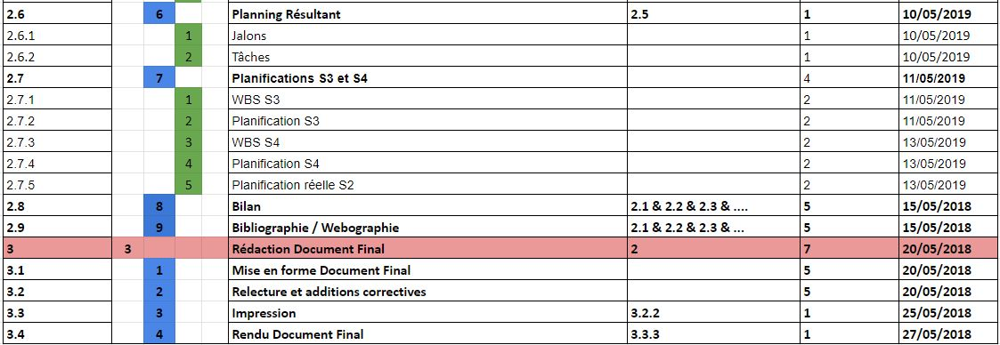 2.6 6 Planning Résultant 2.5 1 10/05/2019
2.6.1 1 Jalons 1 10/05/2019
2.6.2 2 Tâches 1 10/05/2019
2.7 7 Planifications S3 et S4 4 11/05/2019
2.7.1 1 WBS S3 2 11/05/2019
2.7.2 2 Planification S3 2 11/05/2019
2.7.3 3 WBS S4 2 13/05/2019
2.7.4 4 Planification S4 2 13/05/2019
2.7.5 5 Planification réelle S2 2 13/05/2019
2.8 8 Bilan 2.1 & 2.2 & 2.3 & .... 5 15/05/2018
2.9 9 Bibliographie / Webographie 2.1 & 2.2 & 2.3 & ... 5 15/05/2018
3 3 Rédaction Document Final 2 7 20/05/2018
3.1 1 Mise en forme Document Final 5 20/05/2018
3.2 2 Relecture et additions correctives 5 20/05/2018
3.3 3 Impression 3.2.2 1 25/05/2018
3.4 4 Rendu Document Final 3.3.3 1 27/05/2018